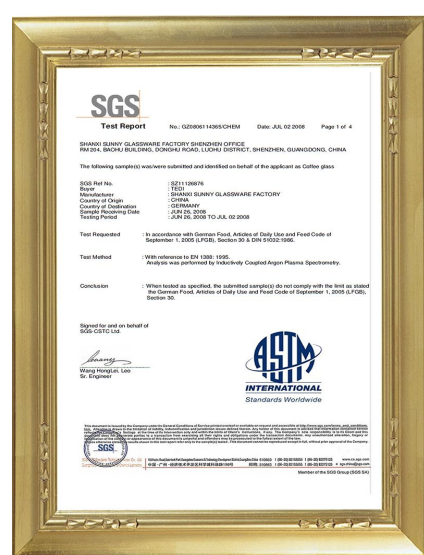 SGS
Test Report No.: GZ0806114365/CHEM Date: JUL 02 2008 Page 1 of 4
SHANXI SUNNY GLASSWARE FACTORY SHENZHEN OFFICE
RM 204, BAOHU BUILDING, DONGHU ROAD, LUOHU DISTRICT, SHENZHEN, GUANGDONG, CHINA
The following sample(s) was/were submitted and identified on behalf of the applicant as Coffee glass
SGS Ref No. : SZ11126876
Buyer : TEDI
Manufacturer : SHANXI SUNNY GLASSWARE FACTORY
Country of Origin : CHINA
Country of Destination : GERMANY
Sample Receiving Date : JUN 26, 2008
Testing Period : JUN 26, 2008 TO JUL 02 2008
Test Requested : In accordance with German Food, Articles of Daily Use and Feed Code of
September 1, 2005 (LFGB), Section 30 & DIN 51032:1986.
Test Method : With reference to EN 1388: 1995.
Analysis was performed by Inductively Coupled Argon Plasma Spectrometry.
Conclusion : When tested as specified, the submitted sample(s) do not comply with the limit as stated
the German Food, Articles of Daily Use and Feed Code of September 1, 2005 (LFGB),
Section 30.
Signed for and on behalf of
SGS-CSTC Ltd.
Wang HongLei, Leo
Sr. Engineer
ASTM
INTERNATIONAL
Standards Worldwide
SGS
Member of the SGS Group (SGS SA)